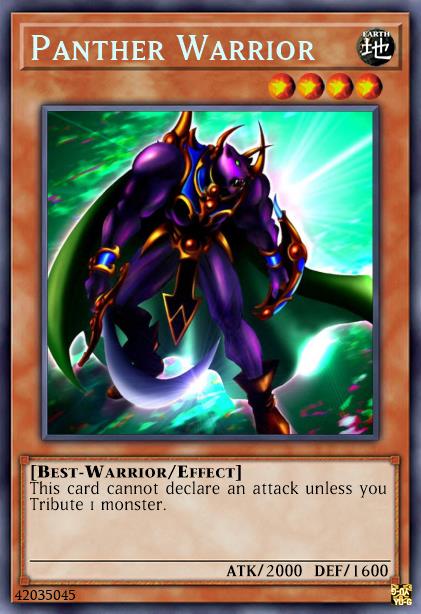 PANTHER WARRIOR
EARTH
地
[BEST-WARRIOR/EFFECT]
This card cannot declare an attack unless you
Tribute 1 monster.
ATK/2000 DEF/1600
42035045